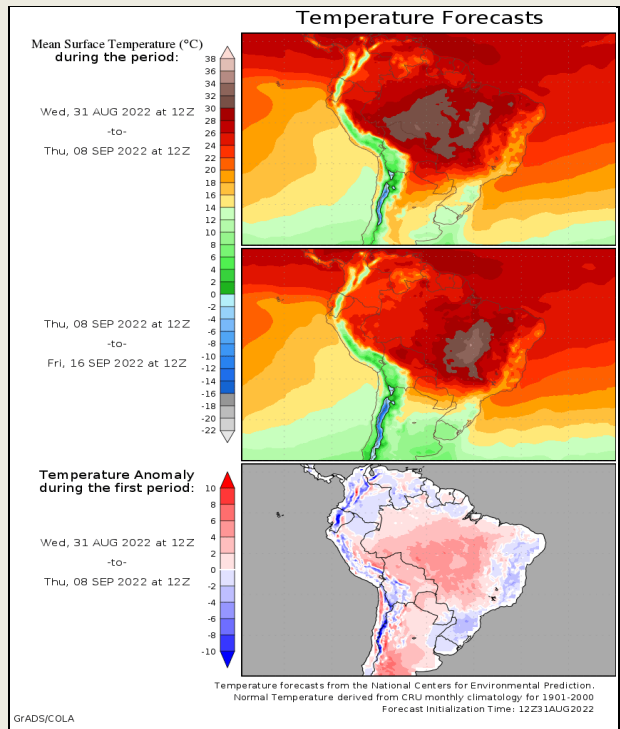 Temperature Forecasts
Mean Surface Temperature (°C)
during the period:
Wed, 31 AUG 2022 at 12Z
-to-
Thu, 08 SEP 2022 at 12Z
38
36
34
32
30
28
26
24
22
20
18
16
14
12
10
8
6
4
2
0
-2
-4
-6
-8
-10
-12
-14
-16
-18
-20
-22
Thu, 08 SEP 2022 at 12Z
-to-
Fri, 16 SEP 2022 at 12Z
Temperature Anomaly
during the first period:
Wed, 31 AUG 2022 at 12Z
-to-
Thu, 08 SEP 2022 at 12Z
10
8
6
4
2
0
-2
-4
-6
-8
-10
Temperature forecasts from the National Centers for Environmental Prediction.
Normal Temperature derived from CRU monthly climatology for 1901-2000
Forecast Initialization Time: 12Z31AUG2022
GrADS/COLA